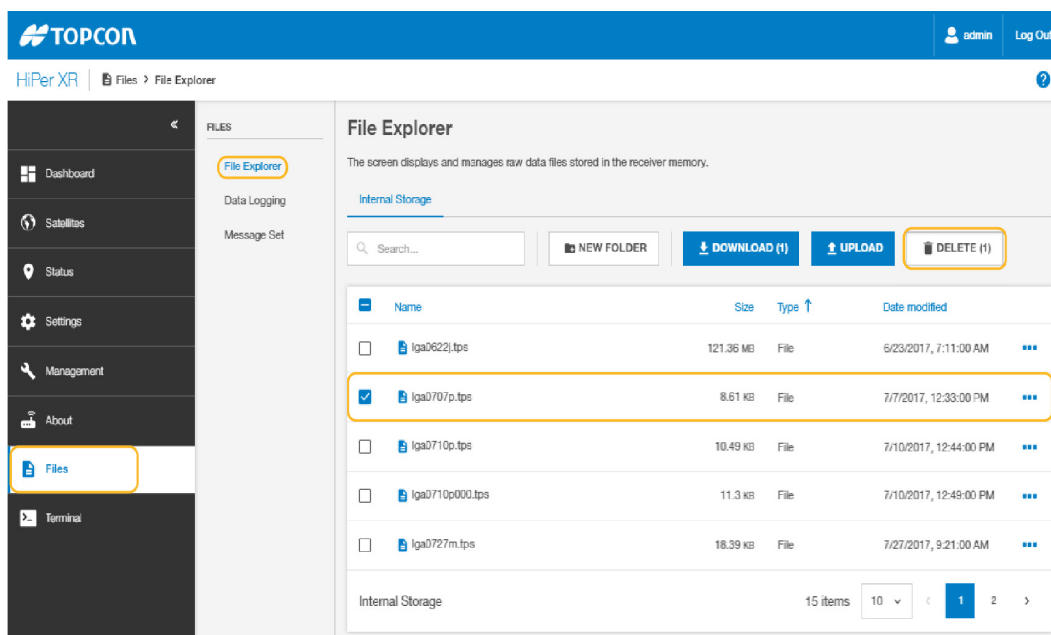 TOPCON
admin
Log Out
HiPer XR
Files > File Explorer
Dashboard
Satellites
Status
Settings
Management
About
Files
Terminal
FILES
File Explorer
Data Logging
Message Set
File Explorer
The screen displays and manages raw data files stored in the receiver memory.
Internal Storage
Search...
NEW FOLDER
DOWNLOAD (1)
UPLOAD
DELETE (1)
Name Size Type ↑ Date modified
lga0622j.tps 121.36 MB File 6/23/2017, 7:11:00 AM
lga0707p.tps 8.61 KB File 7/7/2017, 12:33:00 PM
lga0710p.tps 10.49 KB File 7/10/2017, 12:44:00 PM
lga0710p000.tps 11.3 KB File 7/10/2017, 12:49:00 PM
lga0727m.tps 18.39 KB File 7/27/2017, 9:21:00 AM
Internal Storage 15 items 10 < 1 2 >